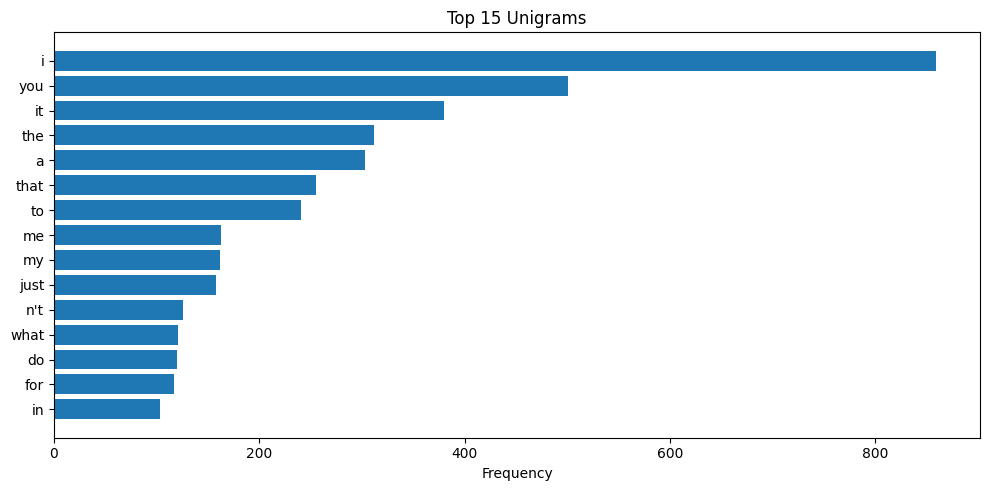 Top 15 Unigrams
i
you
it
the
a
that
to
me
my
just
n't
what
do
for
in
0 200 400 600 800
Frequency